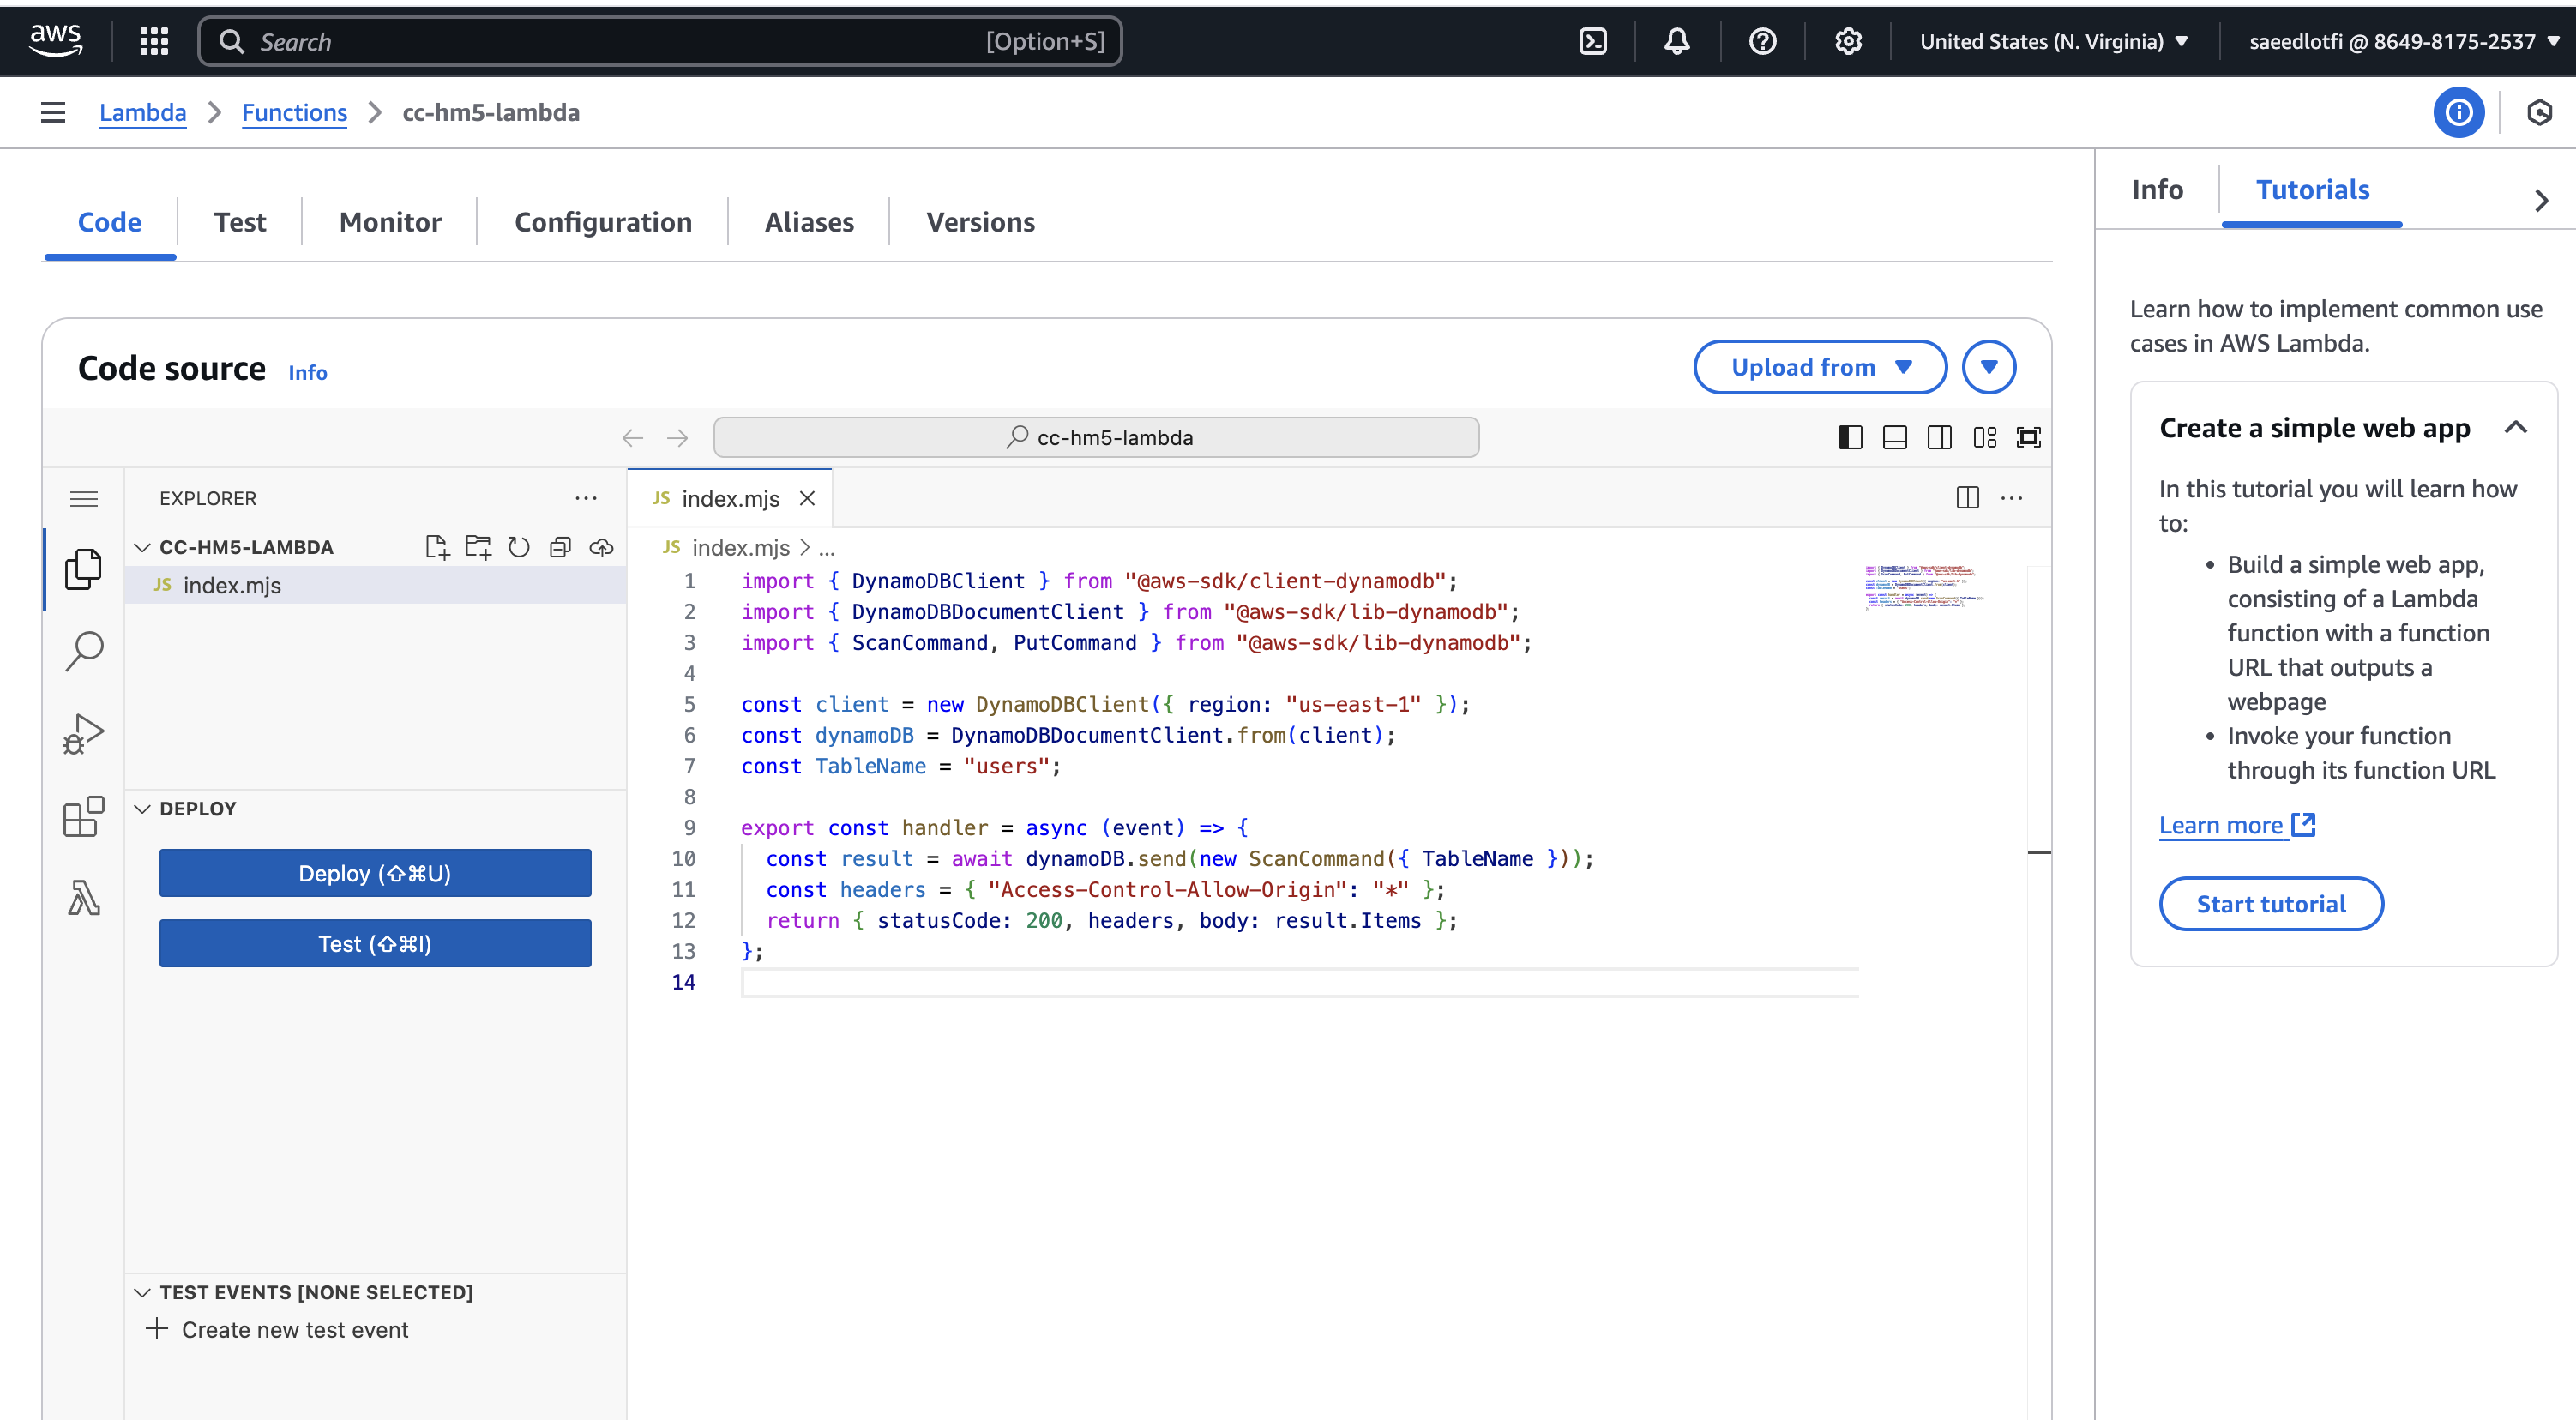 aws
Search [Option+S]
United States (N. Virginia)
saeedlotfi @ 8649-8175-2537
Lambda
Functions
cc-hm5-lambda
Info
Tutorials
Code
Test
Monitor
Configuration
Aliases
Versions
Code source Info
Upload from
cc-hm5-lambda
EXPLORER
CC-HM5-LAMBDA
JS index.mjs
DEPLOY
Deploy (⇧⌘U)
Test (⇧⌘I)
TEST EVENTS [NONE SELECTED]
Create new test event
JS index.mjs
JS index.mjs > ...
1 import { DynamoDBClient } from "@aws-sdk/client-dynamodb";
2 import { DynamoDBDocumentClient } from "@aws-sdk/lib-dynamodb";
3 import { ScanCommand, PutCommand } from "@aws-sdk/lib-dynamodb";
4
5 const client = new DynamoDBClient({ region: "us-east-1" });
6 const dynamoDB = DynamoDBDocumentClient.from(client);
7 const TableName = "users";
8
9 export const handler = async (event) => {
10 const result = await dynamoDB.send(new ScanCommand({ TableName }));
11 const headers = { "Access-Control-Allow-Origin": "*" };
12 return { statusCode: 200, headers, body: result.Items };
13 };
14
Learn how to implement common use
cases in AWS Lambda.
Create a simple web app
In this tutorial you will learn how
to:
• Build a simple web app,
consisting of a Lambda
function with a function
URL that outputs a
webpage
• Invoke your function
through its function URL
Learn more
Start tutorial